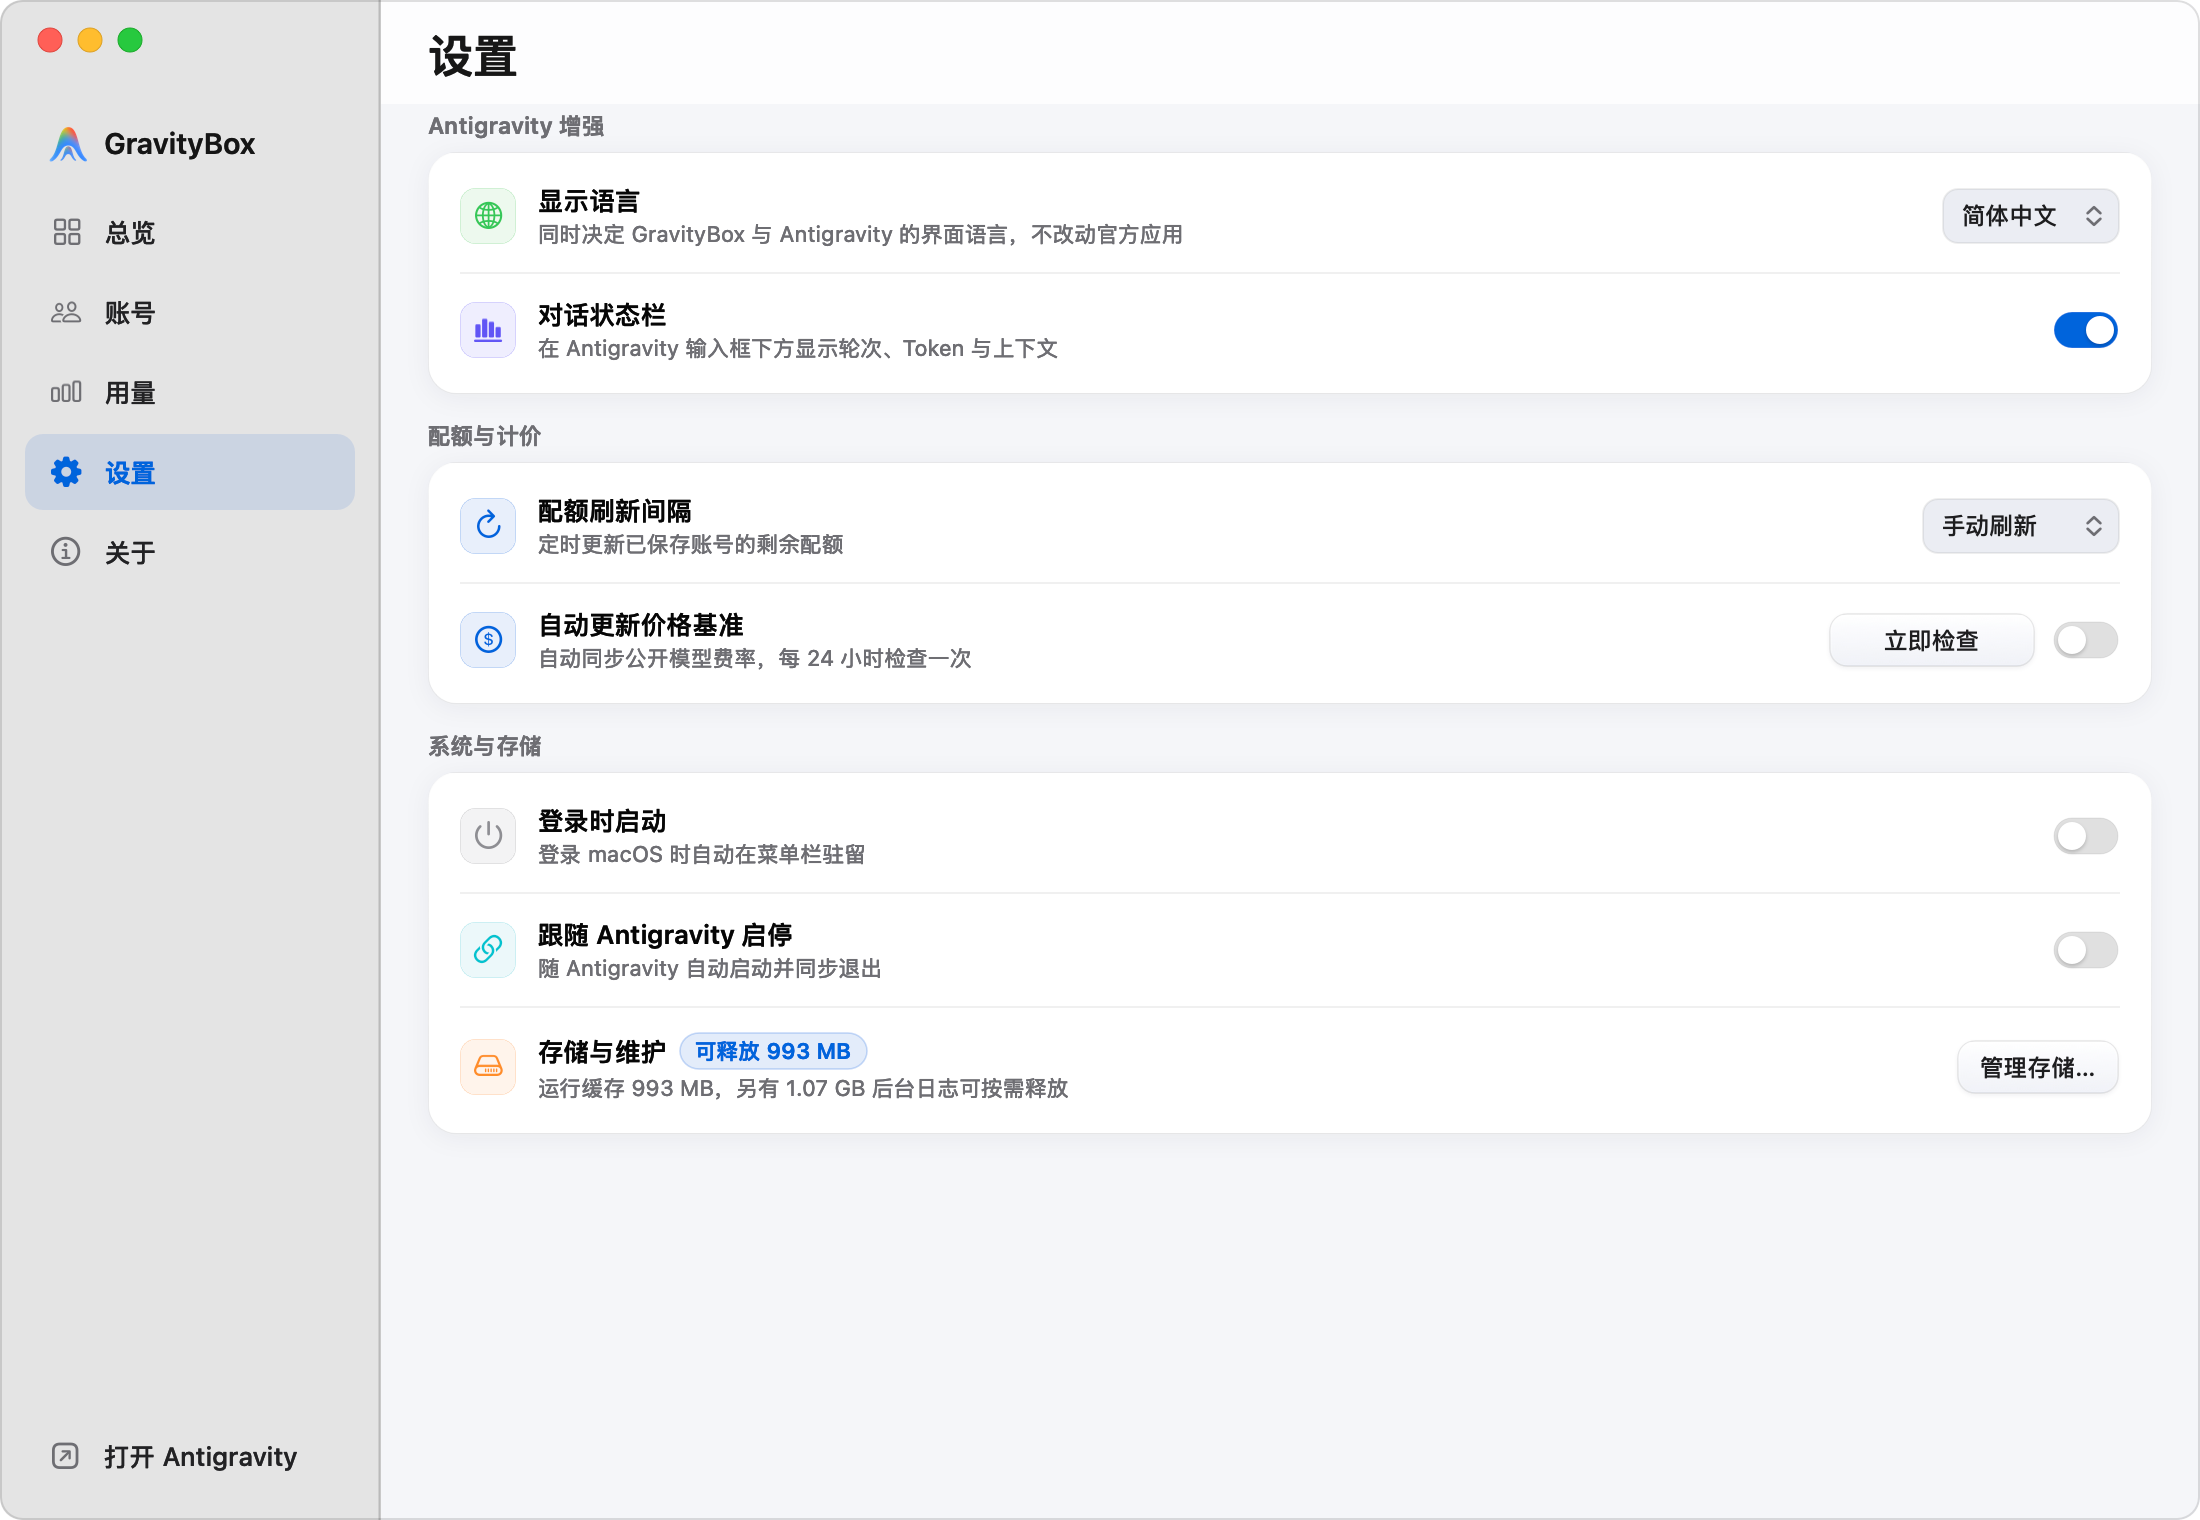 GravityBox
总览
账号
用量
设置
关于
打开 Antigravity
设置
Antigravity 增强
显示语言
同时决定 GravityBox 与 Antigravity 的界面语言，不改动官方应用
简体中文
对话状态栏
在 Antigravity 输入框下方显示轮次、Token 与上下文
配额与计价
配额刷新间隔
定时更新已保存账号的剩余配额
手动刷新
自动更新价格基准
自动同步公开模型费率，每 24 小时检查一次
立即检查
系统与存储
登录时启动
登录 macOS 时自动在菜单栏驻留
跟随 Antigravity 启停
随 Antigravity 自动启动并同步退出
存储与维护 可释放 993 MB
运行缓存 993 MB，另有 1.07 GB 后台日志可按需释放
管理存储...